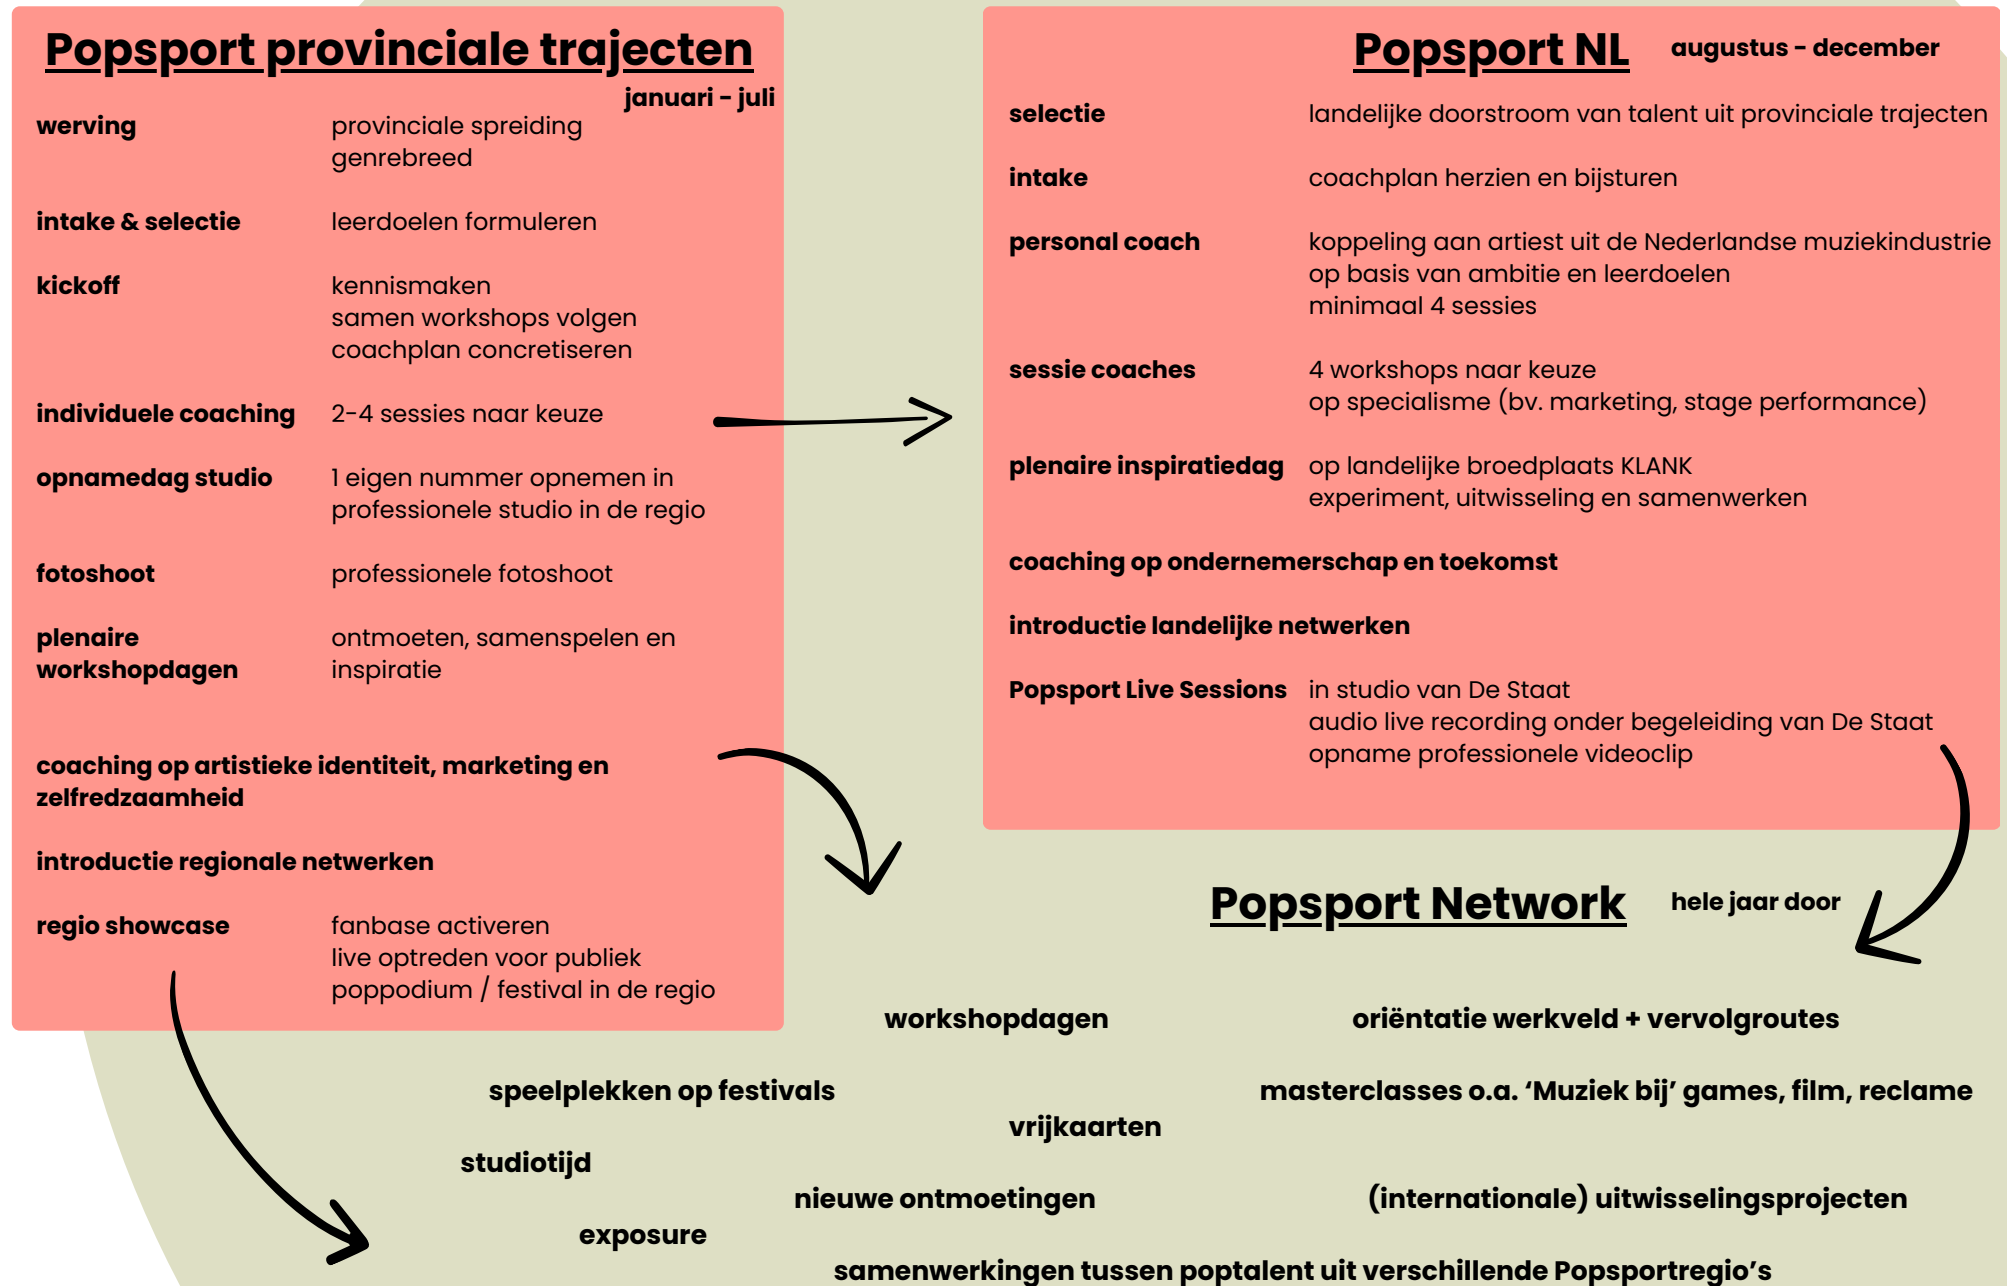 Popsport provinciale trajecten
januari - juli
werving provinciale spreiding
genrebreed
intake & selectie leerdoelen formuleren
kickoff kennismaken
samen workshops volgen
coachplan concretiseren
individuele coaching 2-4 sessies naar keuze
opnamedag studio 1 eigen nummer opnemen in
professionele studio in de regio
fotoshoot professionele fotoshoot
plenaire ontmoeten, samenspelen en
workshopdagen inspiratie
coaching op artistieke identiteit, marketing en
zelfredzaamheid
introductie regionale netwerken
regio showcase fanbase activeren
live optreden voor publiek
poppodium / festival in de regio
Popsport NL augustus - december
selectie landelijke doorstroom van talent uit provinciale trajecten
intake coachplan herzien en bijsturen
personal coach koppeling aan artiest uit de Nederlandse muziekindustrie
op basis van ambitie en leerdoelen
minimaal 4 sessies
sessie coaches 4 workshops naar keuze
op specialisme (bv. marketing, stage performance)
plenaire inspiratiedag op landelijke broedplaats KLANK
experiment, uitwisseling en samenwerken
coaching op ondernemerschap en toekomst
introductie landelijke netwerken
Popsport Live Sessions in studio van De Staat
audio live recording onder begeleiding van De Staat
opname professionele videoclip
Popsport Network hele jaar door
workshopdagen oriëntatie werkveld + vervolgroutes
speelplekken op festivals masterclasses o.a. ‘Muziek bij’ games, film, reclame
vrijkaarten
studiotijd
nieuwe ontmoetingen (internationale) uitwisselingsprojecten
exposure
samenwerkingen tussen poptalent uit verschillende Popsportregio’s